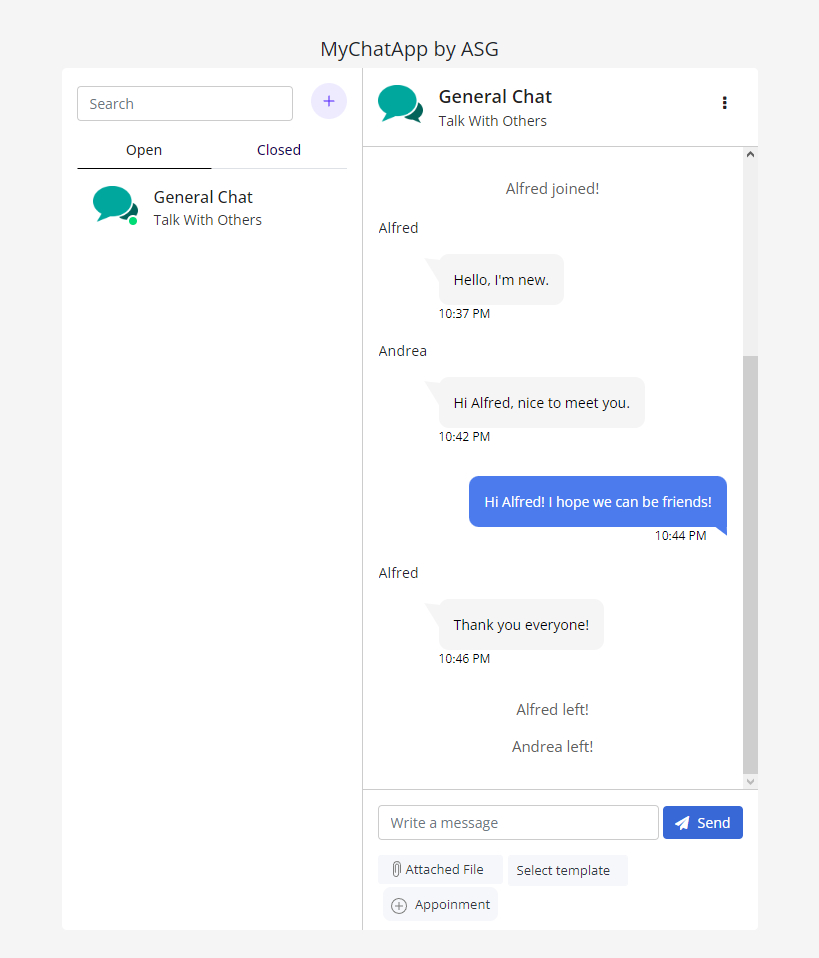 MyChatApp by ASG
Search
+
Open
Closed
General Chat
Talk With Others
General Chat
Talk With Others
Alfred joined!
Alfred
Hello, I'm new.
10:37 PM
Andrea
Hi Alfred, nice to meet you.
10:42 PM
Hi Alfred! I hope we can be friends!
10:44 PM
Alfred
Thank you everyone!
10:46 PM
Alfred left!
Andrea left!
Write a message
Send
Attached File
Select template
Appoinment